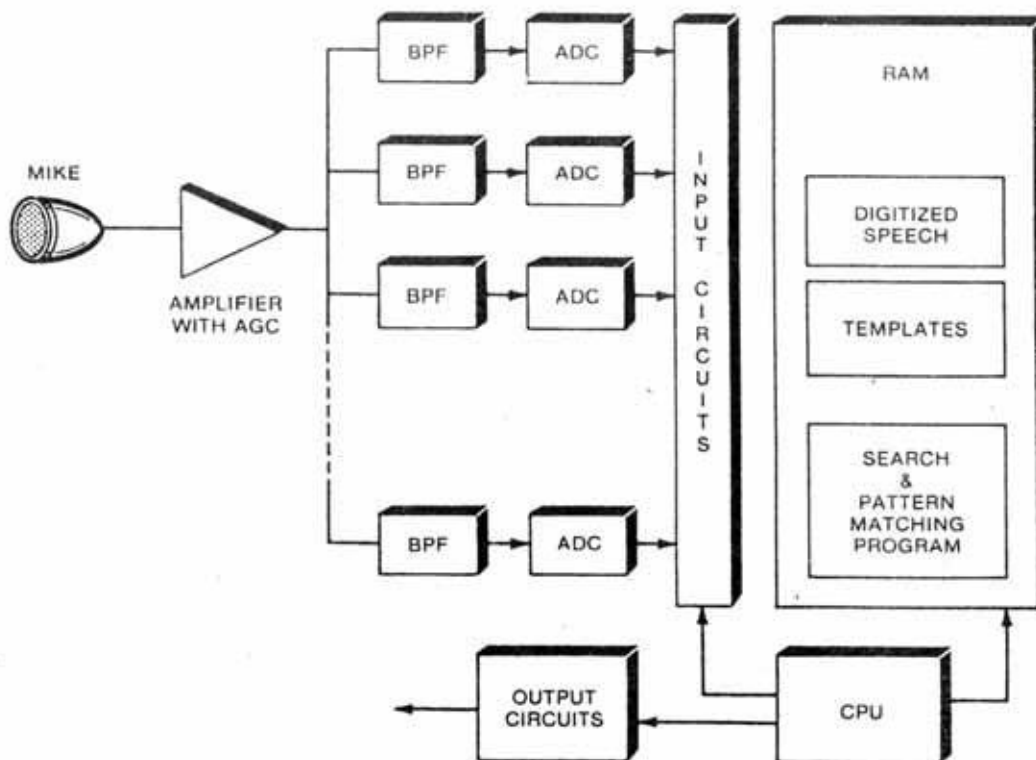 BPF
ADC
RAM
MIKE
BPF
ADC
DIGITIZED
SPEECH
INPUT CIRCUITS
BPF
ADC
AMPLIFIER
WITH AGC
TEMPLATES
SEARCH
&
PATTERN
MATCHING
PROGRAM
BPF
ADC
OUTPUT
CIRCUITS
CPU